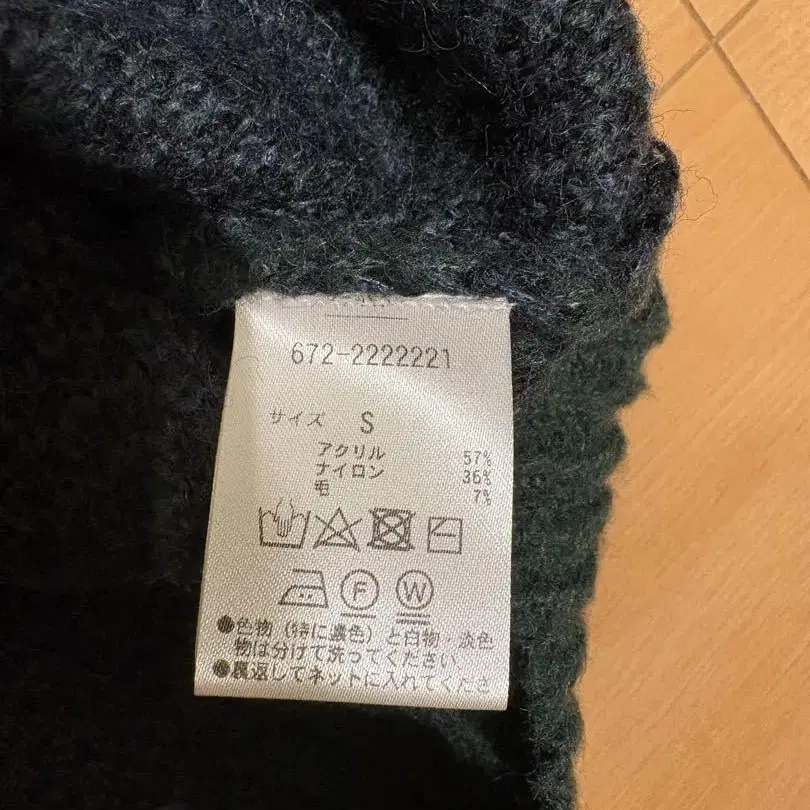 672-2222221
サイズ S
アクリル 57%
ナイロン 36%
毛 7%
F W
●色物(特に濃色)と白物・淡色
物は分けて洗ってください
●裏返してネットに入れてくださ